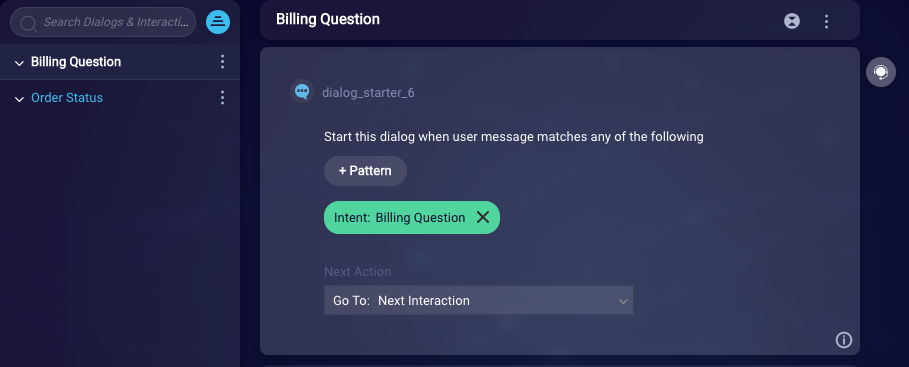 Search Dialogs & Interacti...
Billing Question
Order Status
Billing Question
dialog_starter_6
Start this dialog when user message matches any of the following
+ Pattern
Intent: Billing Question
Next Action
Go To: Next Interaction